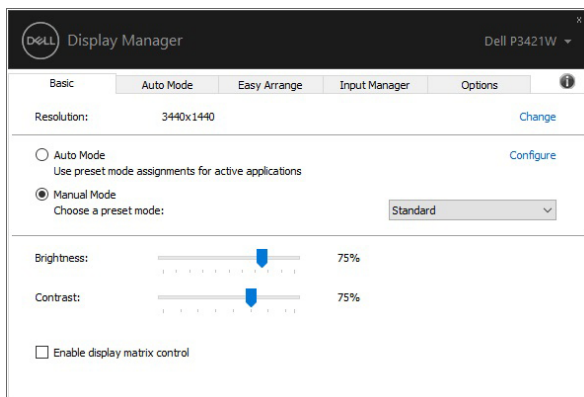 DELL Display Manager Dell P3421W
Basic Auto Mode Easy Arrange Input Manager Options
Resolution: 3440x1440 Change
Auto Mode Configure
Use preset mode assignments for active applications
Manual Mode
Choose a preset mode: Standard
Brightness: 75%
Contrast: 75%
Enable display matrix control